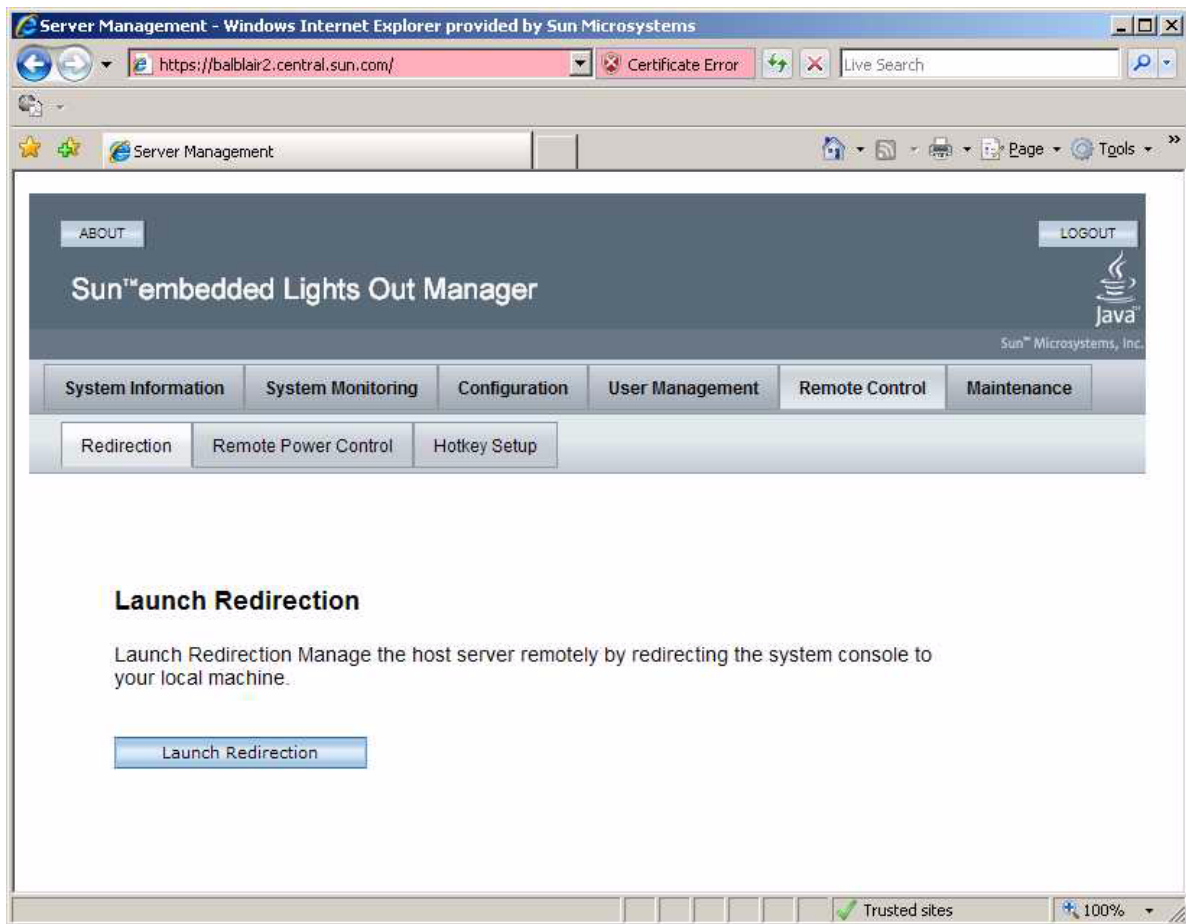 Server Management - Windows Internet Explorer provided by Sun Microsystems
https://balblair2.central.sun.com/
Certificate Error
Live Search
Server Management
Page
Tools
ABOUT
LOGOUT
Sun™embedded Lights Out Manager
Java™
Sun™ Microsystems, Inc.
System Information
System Monitoring
Configuration
User Management
Remote Control
Maintenance
Redirection
Remote Power Control
Hotkey Setup
Launch Redirection
Launch Redirection Manage the host server remotely by redirecting the system console to
your local machine.
Launch Redirection
Trusted sites
100%